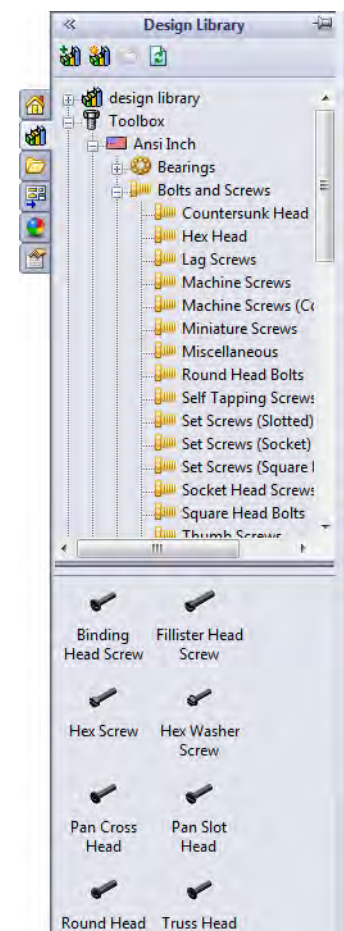 Design Library
design library
Toolbox
Ansi Inch
Bearings
Bolts and Screws
Countersunk Head
Hex Head
Lag Screws
Machine Screws
Machine Screws (Co
Miniature Screws
Miscellaneous
Round Head Bolts
Self Tapping Screws
Set Screws (Slotted)
Set Screws (Socket)
Set Screws (Square
Socket Head Screws
Square Head Bolts
Thumb Screws
Binding Fillister Head
Head Screw Screw
Hex Screw Hex Washer
Screw
Pan Cross Pan Slot
Head Head
Round Head Truss Head